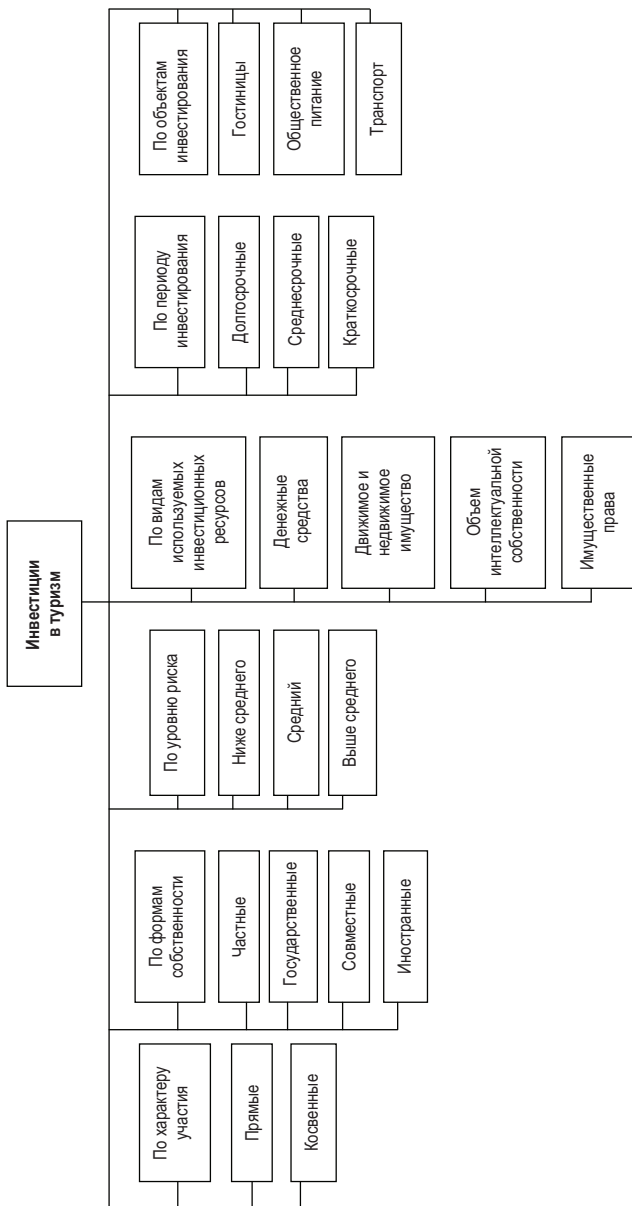 Инвестиции
в туризм
По характеру
участия
Прямые
Косвенные
По формам
собственности
Частные
Государственные
Совместные
Иностранные
По уровню риска
Ниже среднего
Средний
Выше среднего
По видам
используемых
инвестиционных
ресурсов
Денежные
средства
Движимое и
недвижимое
имущество
Объем
интеллектуальной
собственности
Имущественные
права
По периоду
инвестирования
Долгосрочные
Среднесрочные
Краткосрочные
По объектам
инвестирования
Гостиницы
Общественное
питание
Транспорт